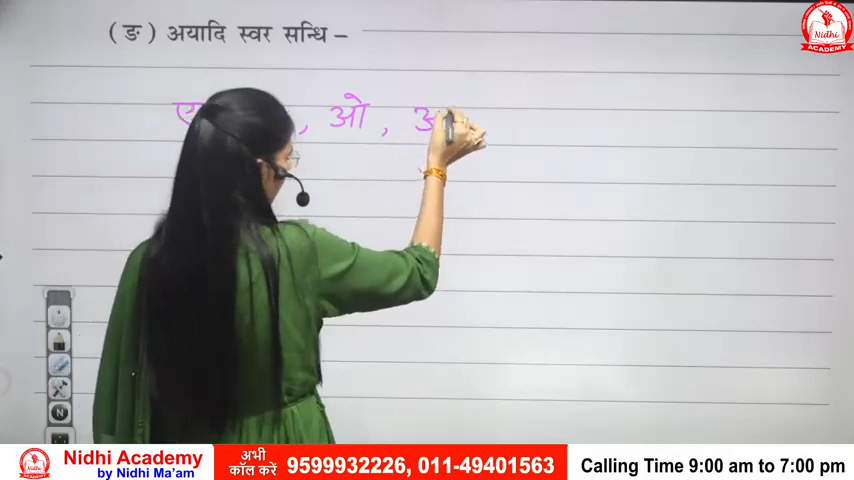 ( ङ ) अयादि स्वर सन्धि –
Nidhi
ACADEMY
ए , ओ , अ
N
Nidhi Academy
by Nidhi Ma'am
अभी
कॉल करें
9599932226, 011-49401563
Calling Time 9:00 am to 7:00 pm